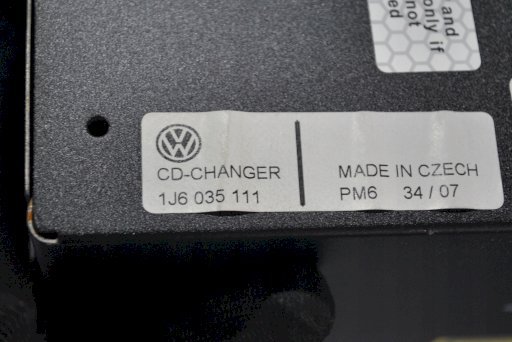 and
only if
not
ed
CD-CHANGER
1J6 035 111
MADE IN CZECH
PM6 34 / 07